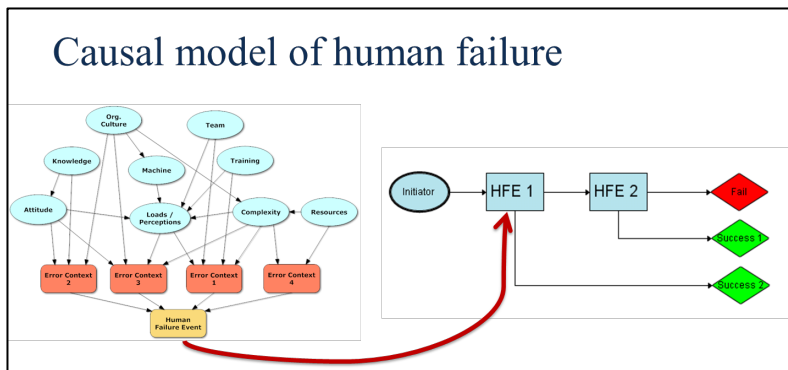 Causal model of human failure
Org.
Culture
Team
Knowledge
Machine
Training
Attitude
Loads /
Perceptions
Complexity
Resources
Error Context
2
Error Context
3
Error Context
1
Error Context
4
Human
Failure Event
Initiator
HFE 1
HFE 2
Fail
Success 1
Success 2